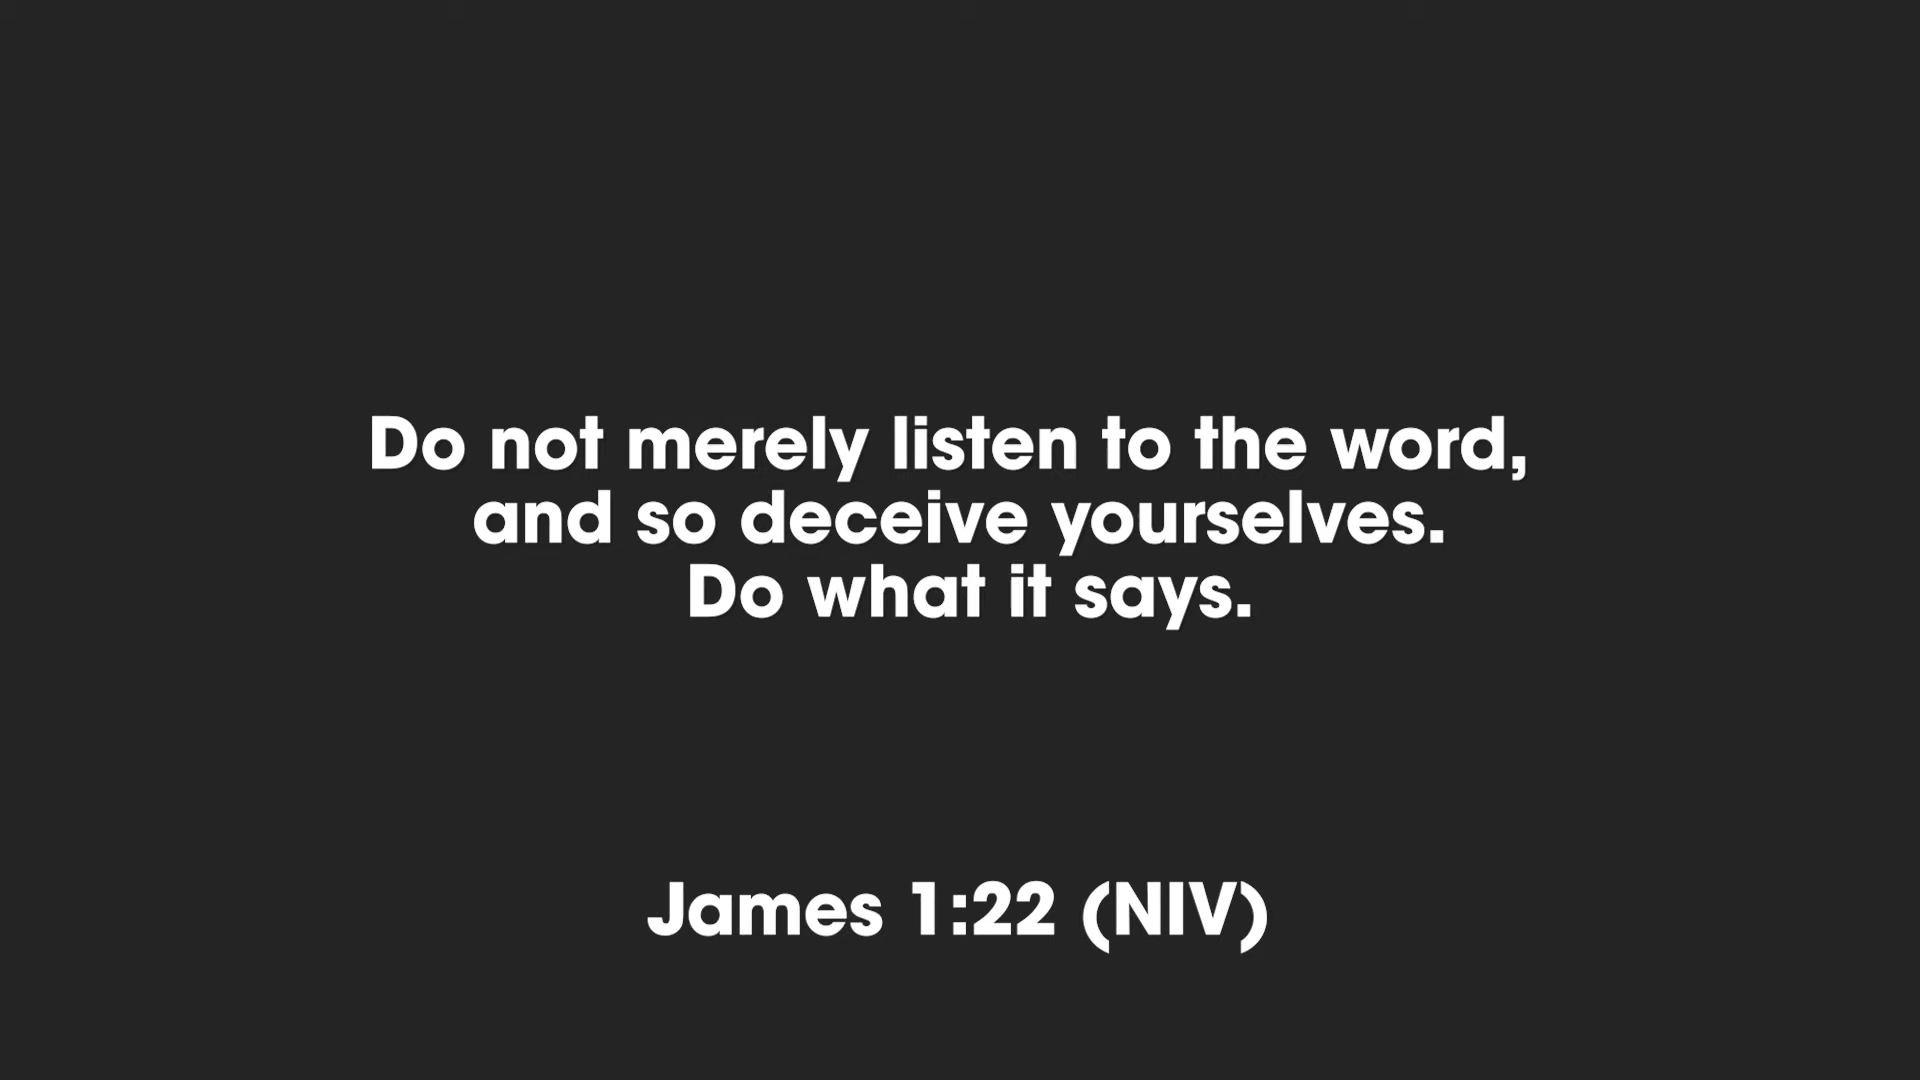 Do not merely listen to the word,
and so deceive yourselves.
Do what it says.
James 1:22 (NIV)